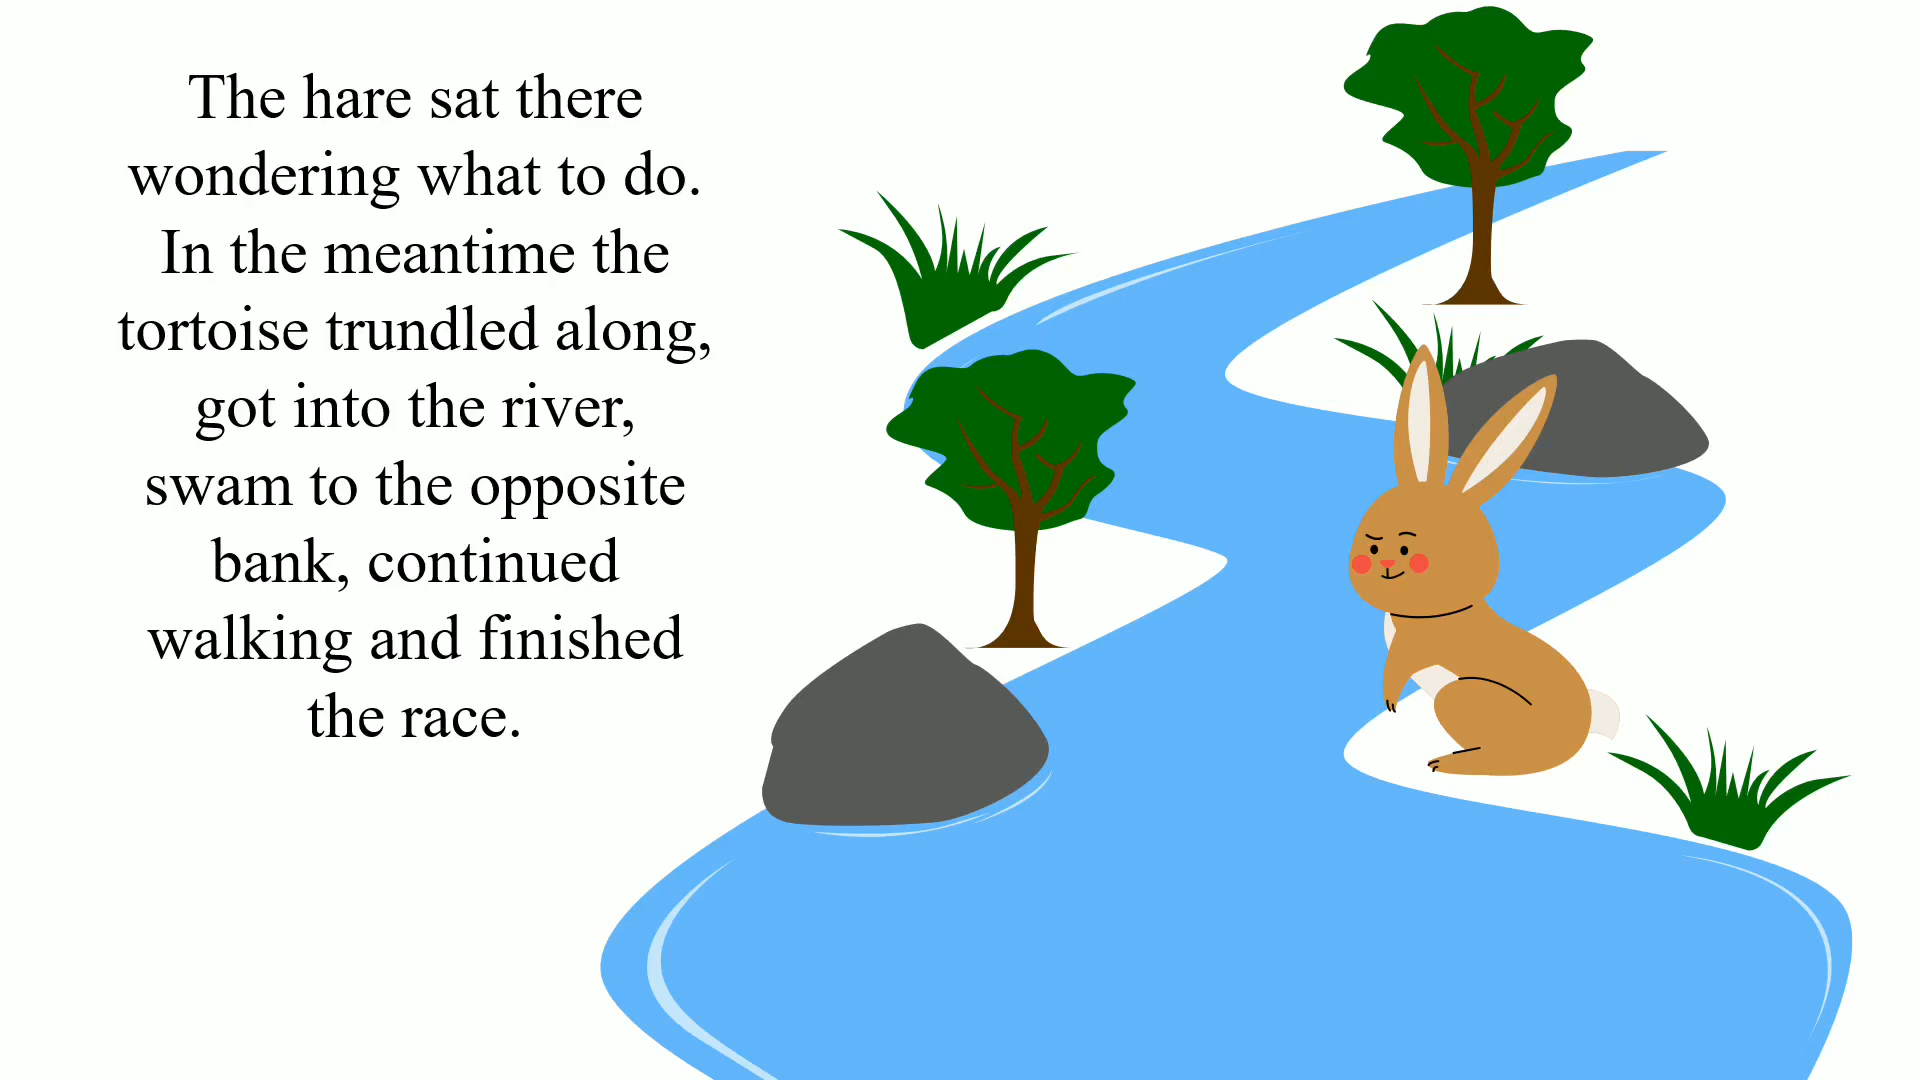 The hare sat there
wondering what to do.
In the meantime the
tortoise trundled along,
got into the river,
swam to the opposite
bank, continued
walking and finished
the race.